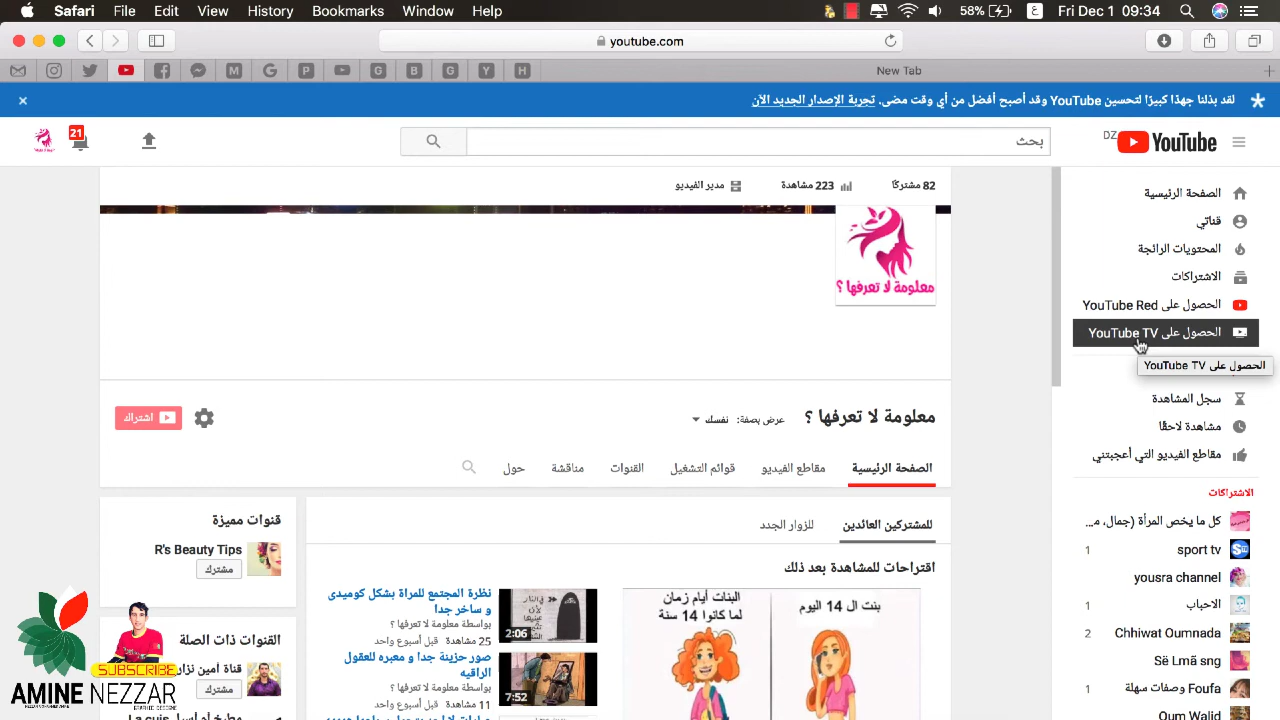 Safari File Edit View History Bookmarks Window Help
58% ع Fri Dec 1 09:34
youtube.com
New Tab
لقد بذلنا جهدًا كبيرًا لتحسين YouTube وقد أصبح أفضل من أي وقت مضى. تجربة الإصدار الجديد الآن
YouTube DZ
بحث
21
82 مشتركًا
223 مشاهدة
مدير الفيديو
معلومة لا تعرفها ؟
معلومة لا تعرفها ؟
عرض بصفة: نفسك
اشتراك
الصفحة الرئيسية
مقاطع الفيديو
قوائم التشغيل
القنوات
مناقشة
حول
للمشتركين العائدين
للزوار الجدد
اقتراحات للمشاهدة بعد ذلك
بنت ال 14 اليوم
البنات أيام زمان
لما كانوا 14 سنة
نظرة المجتمع للمراة بشكل كوميدى
و ساخر جدا
بواسطة معلومة لا تعرفها ؟
25 مشاهدة قبل أسبوع واحد
2:06
صور حزينة جدا و معبره للعقول
الراقيه
بواسطة معلومة لا تعرفها ؟
11 مشاهدة قبل أسبوع واحد
7:52
قنوات مميزة
R's Beauty Tips
مشترك
القنوات ذات الصلة
قناة أمين نزار
مشترك
الصفحة الرئيسية
قناتي
المحتويات الرائجة
الاشتراكات
الحصول على YouTube Red
الحصول على YouTube TV
الحصول على YouTube TV
سجل المشاهدة
مشاهدة لاحقًا
مقاطع الفيديو التي أعجبتني
الاشتراكات
كل ما يخص المرأة (جمال، مـ...
sport tv 1
yousra channel
الاحباب 1
Chhiwat Oumnada 2
Së Lmã sng
Foufa وصفات سهلة 1
Oum Walid
SUBSCRIBE
AMINE NEZZAR